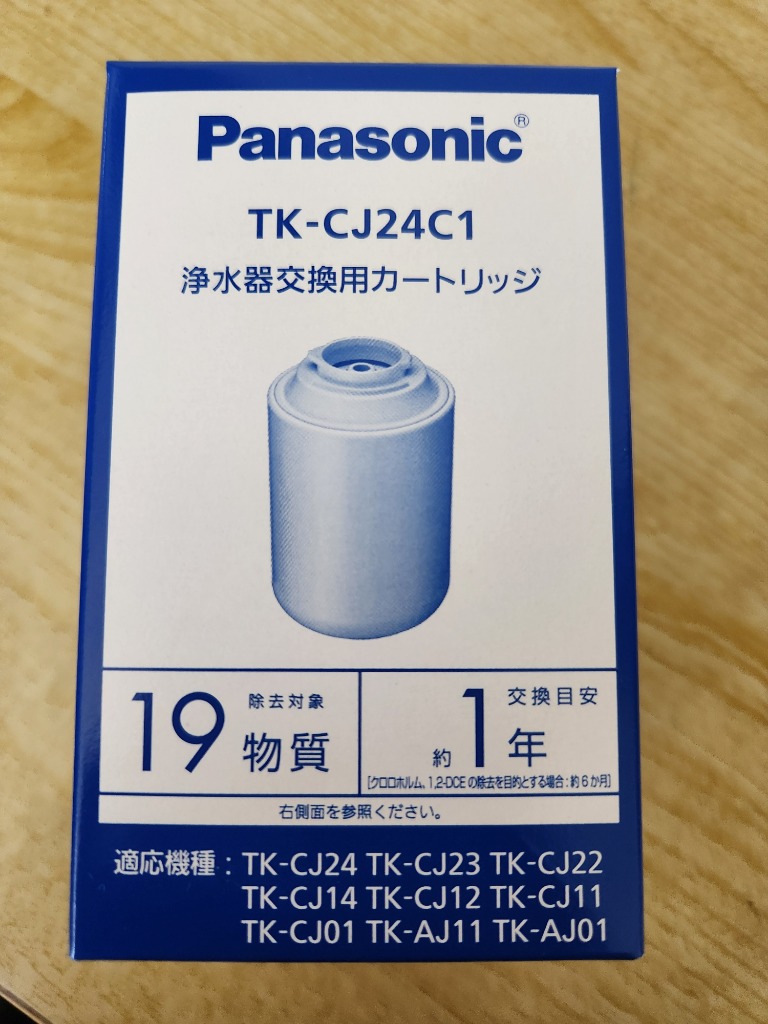 Panasonic®
TK-CJ24C1
浄水器交換用カートリッジ
19 除去対象 物質
約1年 交換目安
[クロロホルム、1,2-DCEの除去を目的とする場合:約6か月]
右側面を参照ください。
適応機種:TK-CJ24 TK-CJ23 TK-CJ22
TK-CJ14 TK-CJ12 TK-CJ11
TK-CJ01 TK-AJ11 TK-AJ01